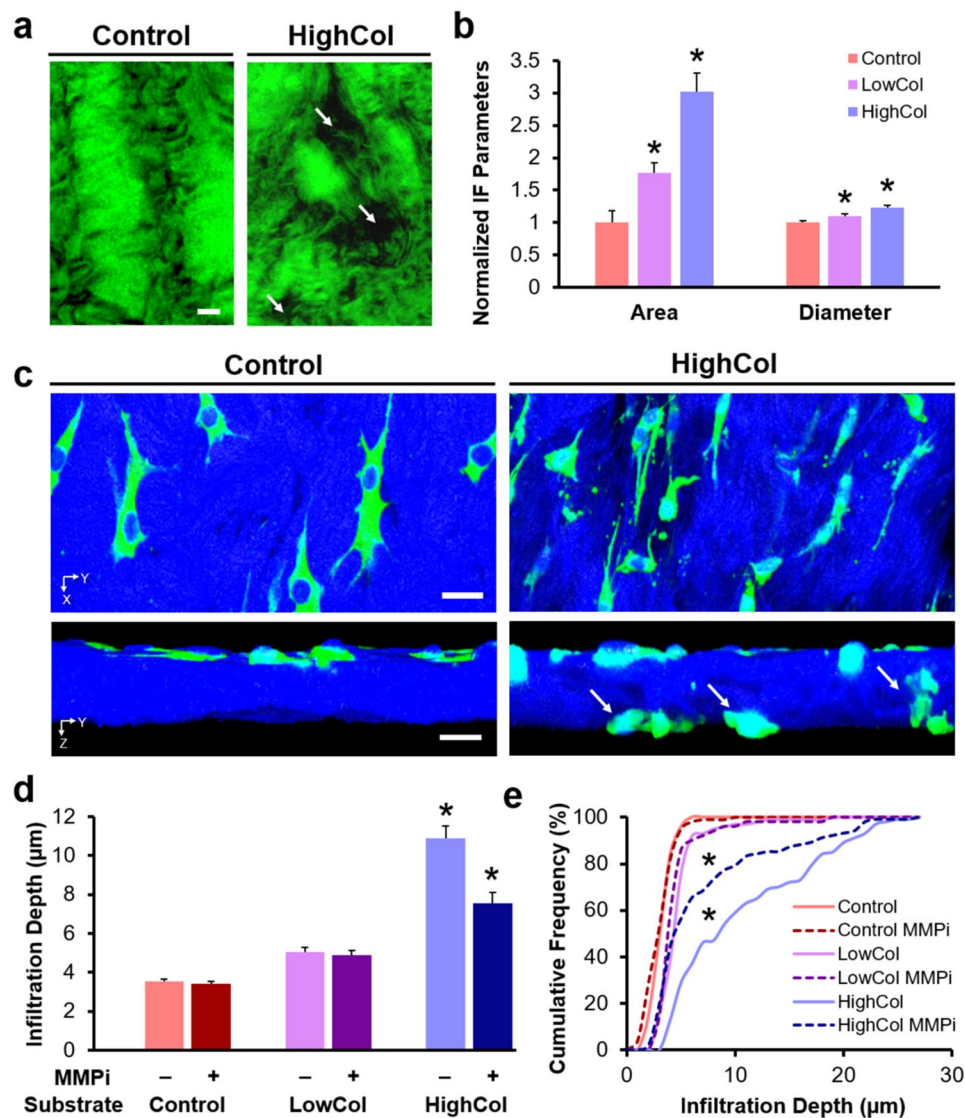 a
Control
HighCol
b
Normalized IF Parameters
3.5
3
2.5
2
1.5
1
0.5
0
*
*
*
*
Control
LowCol
HighCol
Area
Diameter
c
Control
HighCol
Y
X
Y
Z
d
Infiltration Depth (µm)
12
10
8
6
4
2
0
*
*
MMPi – + – + – +
Substrate Control LowCol HighCol
e
Cumulative Frequency (%)
100
80
60
40
20
0
*
*
Control
Control MMPi
LowCol
LowCol MMPi
HighCol
HighCol MMPi
0 10 20 30
Infiltration Depth (µm)